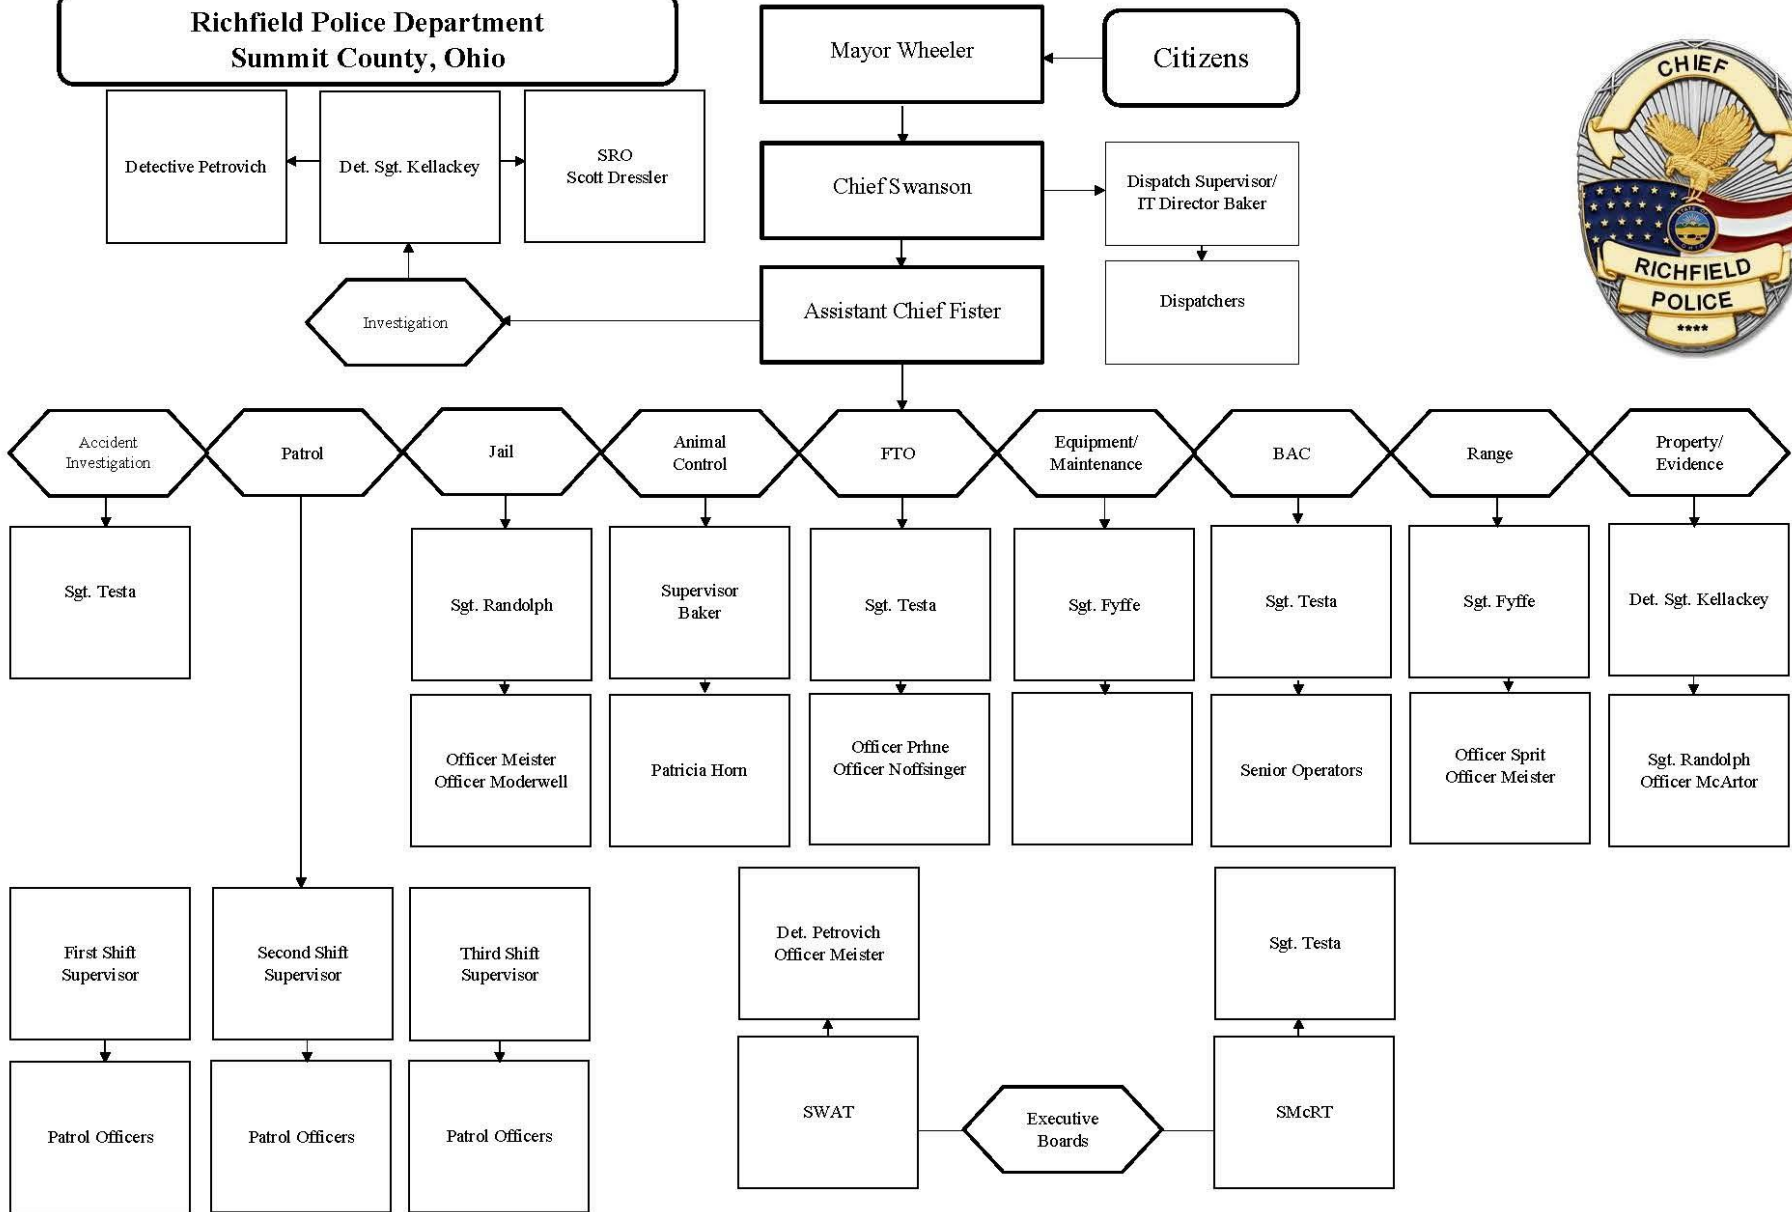 Richfield Police Department
Summit County, Ohio
Mayor Wheeler
Citizens
CHIEF
RICHFIELD
POLICE
****
Detective Petrovich
Det. Sgt. Kellackey
SRO
Scott Dressler
Chief Swanson
Dispatch Supervisor/
IT Director Baker
Investigation
Assistant Chief Fister
Dispatchers
Accident
Investigation
Patrol
Jail
Animal
Control
FTO
Equipment/
Maintenance
BAC
Range
Property/
Evidence
Sgt. Testa
Sgt. Randolph
Supervisor
Baker
Sgt. Testa
Sgt. Fyffe
Sgt. Testa
Sgt. Fyffe
Det. Sgt. Kellackey
Officer Meister
Officer Moderwell
Patricia Horn
Officer Prhne
Officer Noffsinger
Senior Operators
Officer Sprit
Officer Meister
Sgt. Randolph
Officer McArtor
First Shift
Supervisor
Second Shift
Supervisor
Third Shift
Supervisor
Det. Petrovich
Officer Meister
Sgt. Testa
Patrol Officers
Patrol Officers
Patrol Officers
SWAT
Executive
Boards
SMcRT